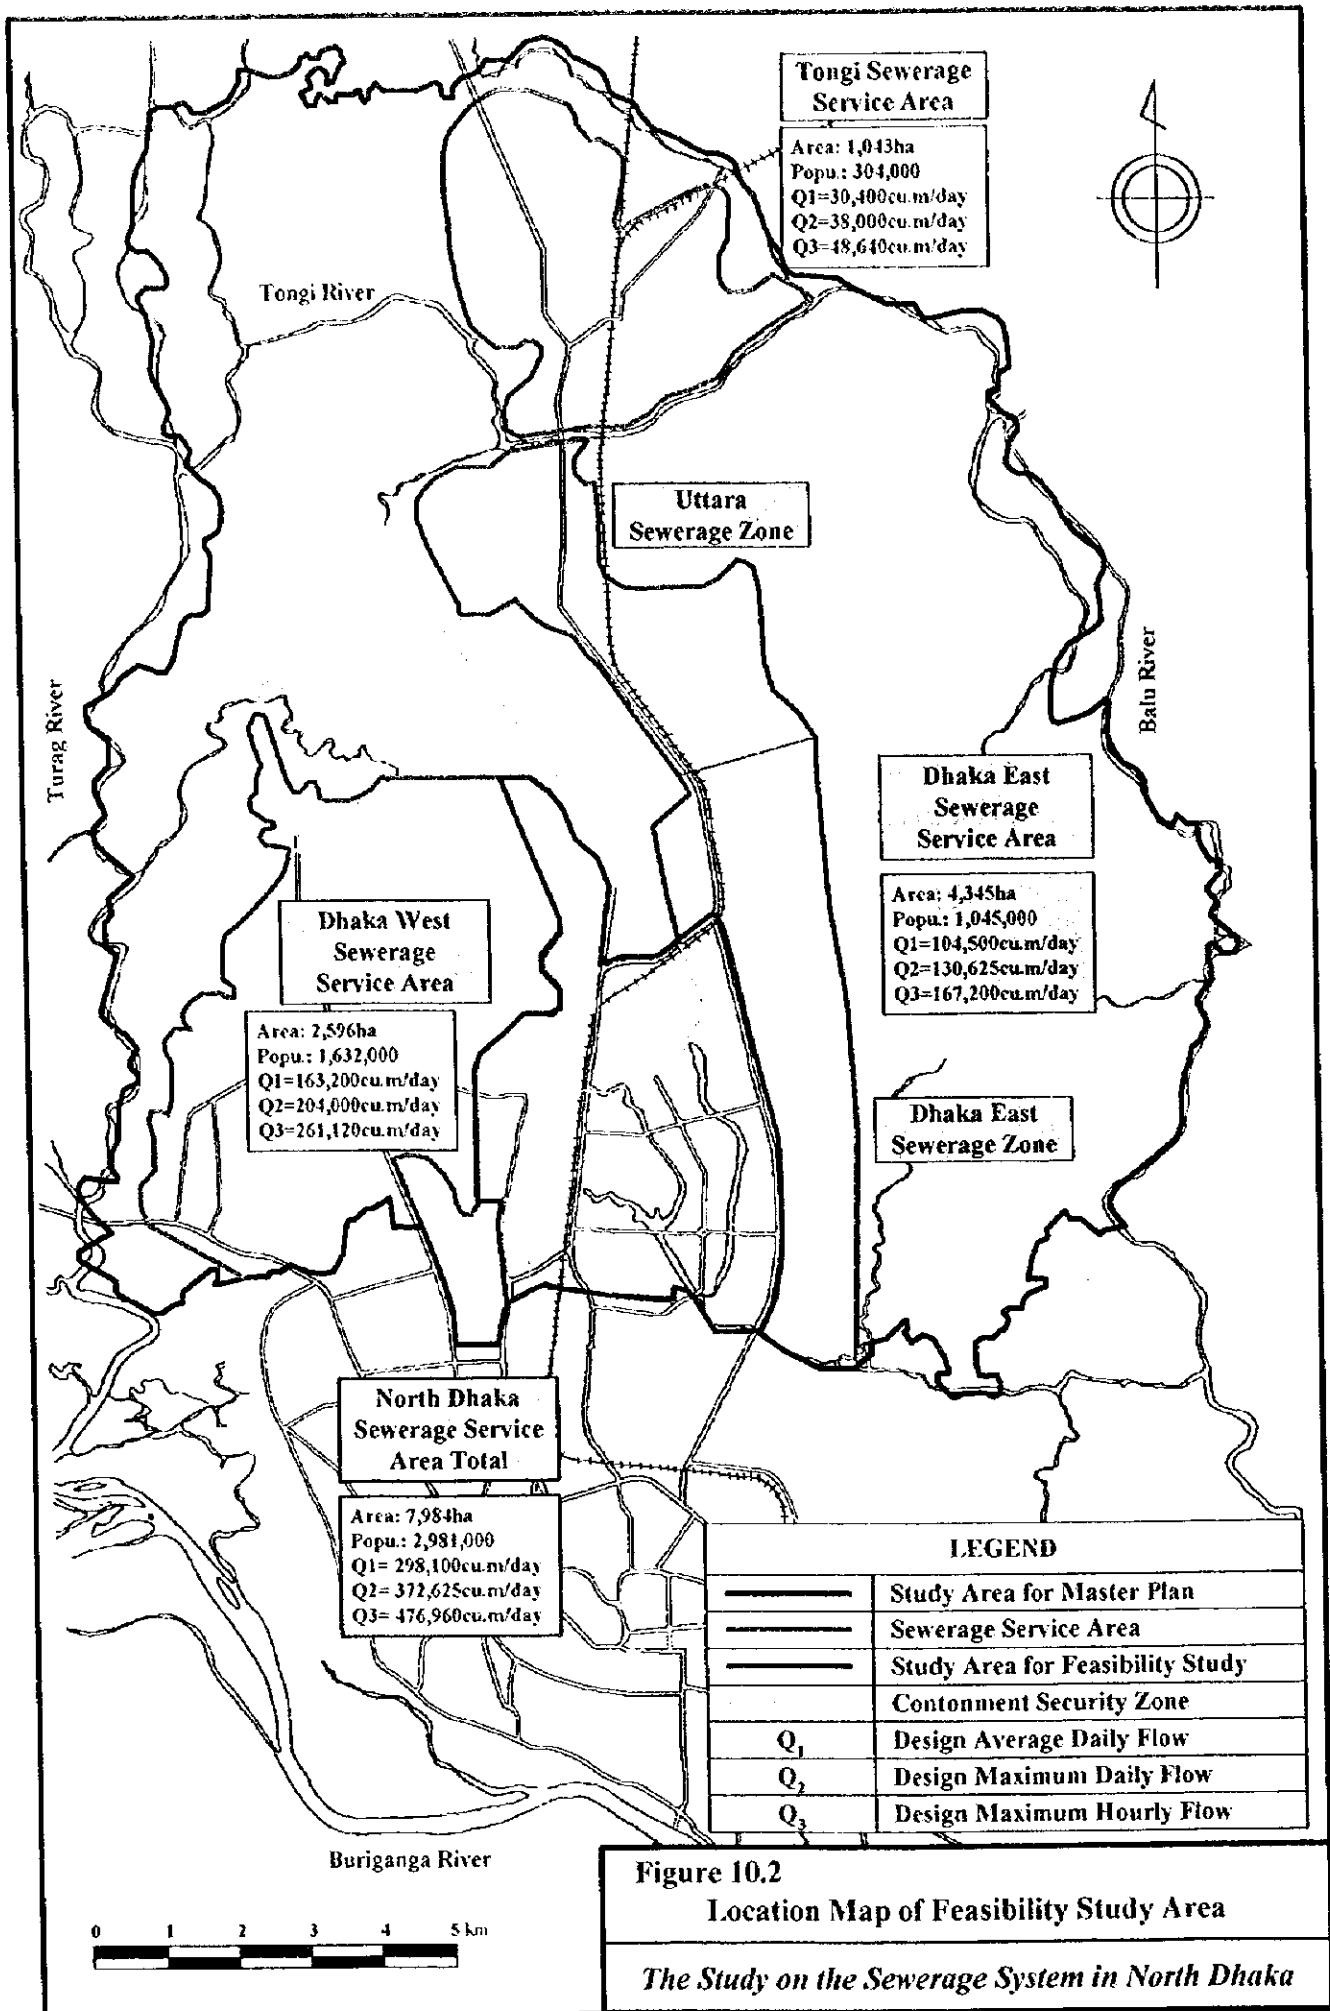 Tongi Sewerage
Service Area
Area: 1,043ha
Popu.: 304,000
Q1=30,400cu.m/day
Q2=38,000cu.m/day
Q3=48,640cu.m/day
Tongi River
Uttara
Sewerage Zone
Turag River
Balu River
Dhaka East
Sewerage
Service Area
Area: 4,345ha
Popu.: 1,045,000
Q1=104,500cu.m/day
Q2=130,625cu.m/day
Q3=167,200cu.m/day
Dhaka West
Sewerage
Service Area
Area: 2,596ha
Popu.: 1,632,000
Q1=163,200cu.m/day
Q2=204,000cu.m/day
Q3=261,120cu.m/day
Dhaka East
Sewerage Zone
North Dhaka
Sewerage Service
Area Total
Area: 7,984ha
Popu.: 2,981,000
Q1= 298,100cu.m/day
Q2= 372,625cu.m/day
Q3= 476,960cu.m/day
LEGEND
Study Area for Master Plan
Sewerage Service Area
Study Area for Feasibility Study
Contonment Security Zone
Q1 Design Average Daily Flow
Q2 Design Maximum Daily Flow
Q3 Design Maximum Hourly Flow
Buriganga River
0 1 2 3 4 5 km
Figure 10.2
Location Map of Feasibility Study Area
The Study on the Sewerage System in North Dhaka